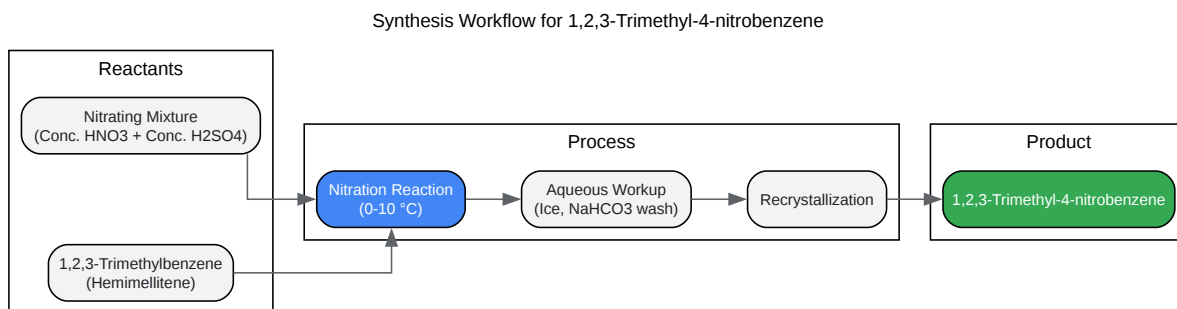 Synthesis Workflow for 1,2,3-Trimethyl-4-nitrobenzene
Reactants
Nitrating Mixture
(Conc. HNO3 + Conc. H2SO4)
1,2,3-Trimethylbenzene
(Hemimellitene)
Process
Nitration Reaction
(0-10 °C)
Aqueous Workup
(Ice, NaHCO3 wash)
Recrystallization
Product
1,2,3-Trimethyl-4-nitrobenzene